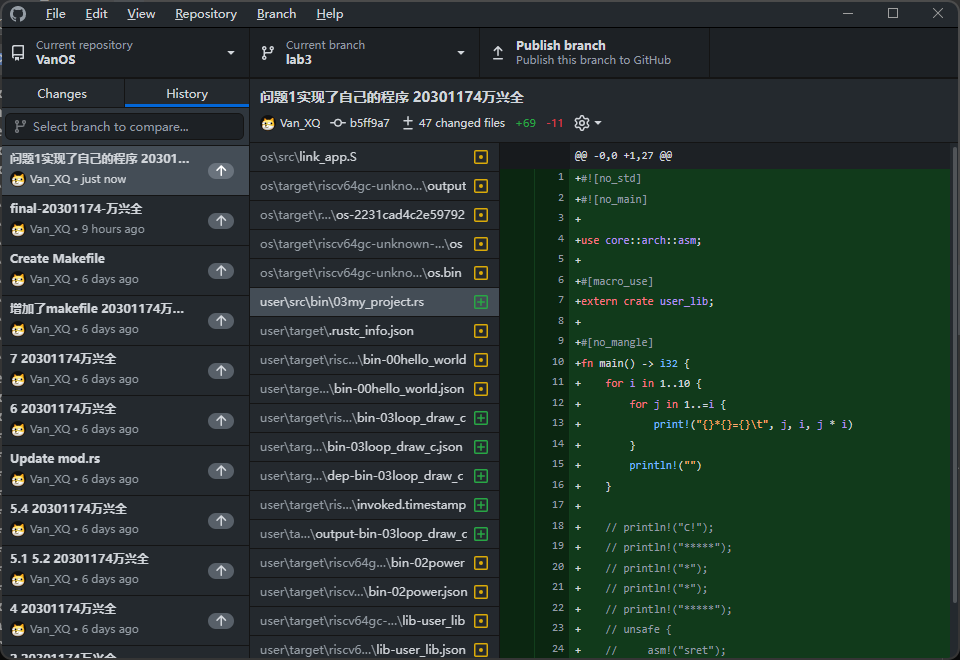 File Edit View Repository Branch Help
Current repository
VanOS
Current branch
lab3
Publish branch
Publish this branch to GitHub
Changes
History
Select branch to compare...
问题1实现了自己的程序 20301...
Van_XQ • just now
final-20301174-万兴全
Van_XQ • 9 hours ago
Create Makefile
Van_XQ • 6 days ago
增加了makefile 20301174万...
Van_XQ • 6 days ago
7 20301174万兴全
Van_XQ • 6 days ago
6 20301174万兴全
Van_XQ • 6 days ago
Update mod.rs
Van_XQ • 6 days ago
5.4 20301174万兴全
Van_XQ • 6 days ago
5.1 5.2 20301174万兴全
Van_XQ • 6 days ago
4 20301174万兴全
Van_XQ • 6 days ago
问题1实现了自己的程序 20301174万兴全
Van_XQ b5ff9a7 47 changed files +69 -11
os\src\link_app.S
os\target\riscv64gc-unkno...\output
os\target\r...\os-2231cad4c2e59792
os\target\riscv64gc-unknown-...\os
os\target\riscv64gc-unkno...\os.bin
user\src\bin\03my_project.rs
user\target\.rustc_info.json
user\target\risc...\bin-00hello_world
user\targe...\bin-00hello_world.json
user\target\ris...\bin-03loop_draw_c
user\targ...\bin-03loop_draw_c.json
user\targ...\dep-bin-03loop_draw_c
user\target\ris...\invoked.timestamp
user\ta...\output-bin-03loop_draw_c
user\target\riscv64g...\bin-02power
user\target\riscv...\bin-02power.json
user\target\riscv64gc-...\lib-user_lib
user\target\riscv6...\lib-user_lib.json
@@ -0,0 +1,27 @@
1 +#![no_std]
2 +#![no_main]
3 +
4 +use core::arch::asm;
5 +
6 +#[macro_use]
7 +extern crate user_lib;
8 +
9 +#[no_mangle]
10 +fn main() -> i32 {
11 +    for i in 1..10 {
12 +        for j in 1..=i {
13 +            print!("{}*{}={}\t", j, i, j * i)
14 +        }
15 +        println!("")
16 +    }
17 +
18 +    // println!("C!");
19 +    // println!("*****");
20 +    // println!("*");
21 +    // println!("*");
22 +    // println!("*****");
23 +    // unsafe {
24 +    //     asm!("sret");